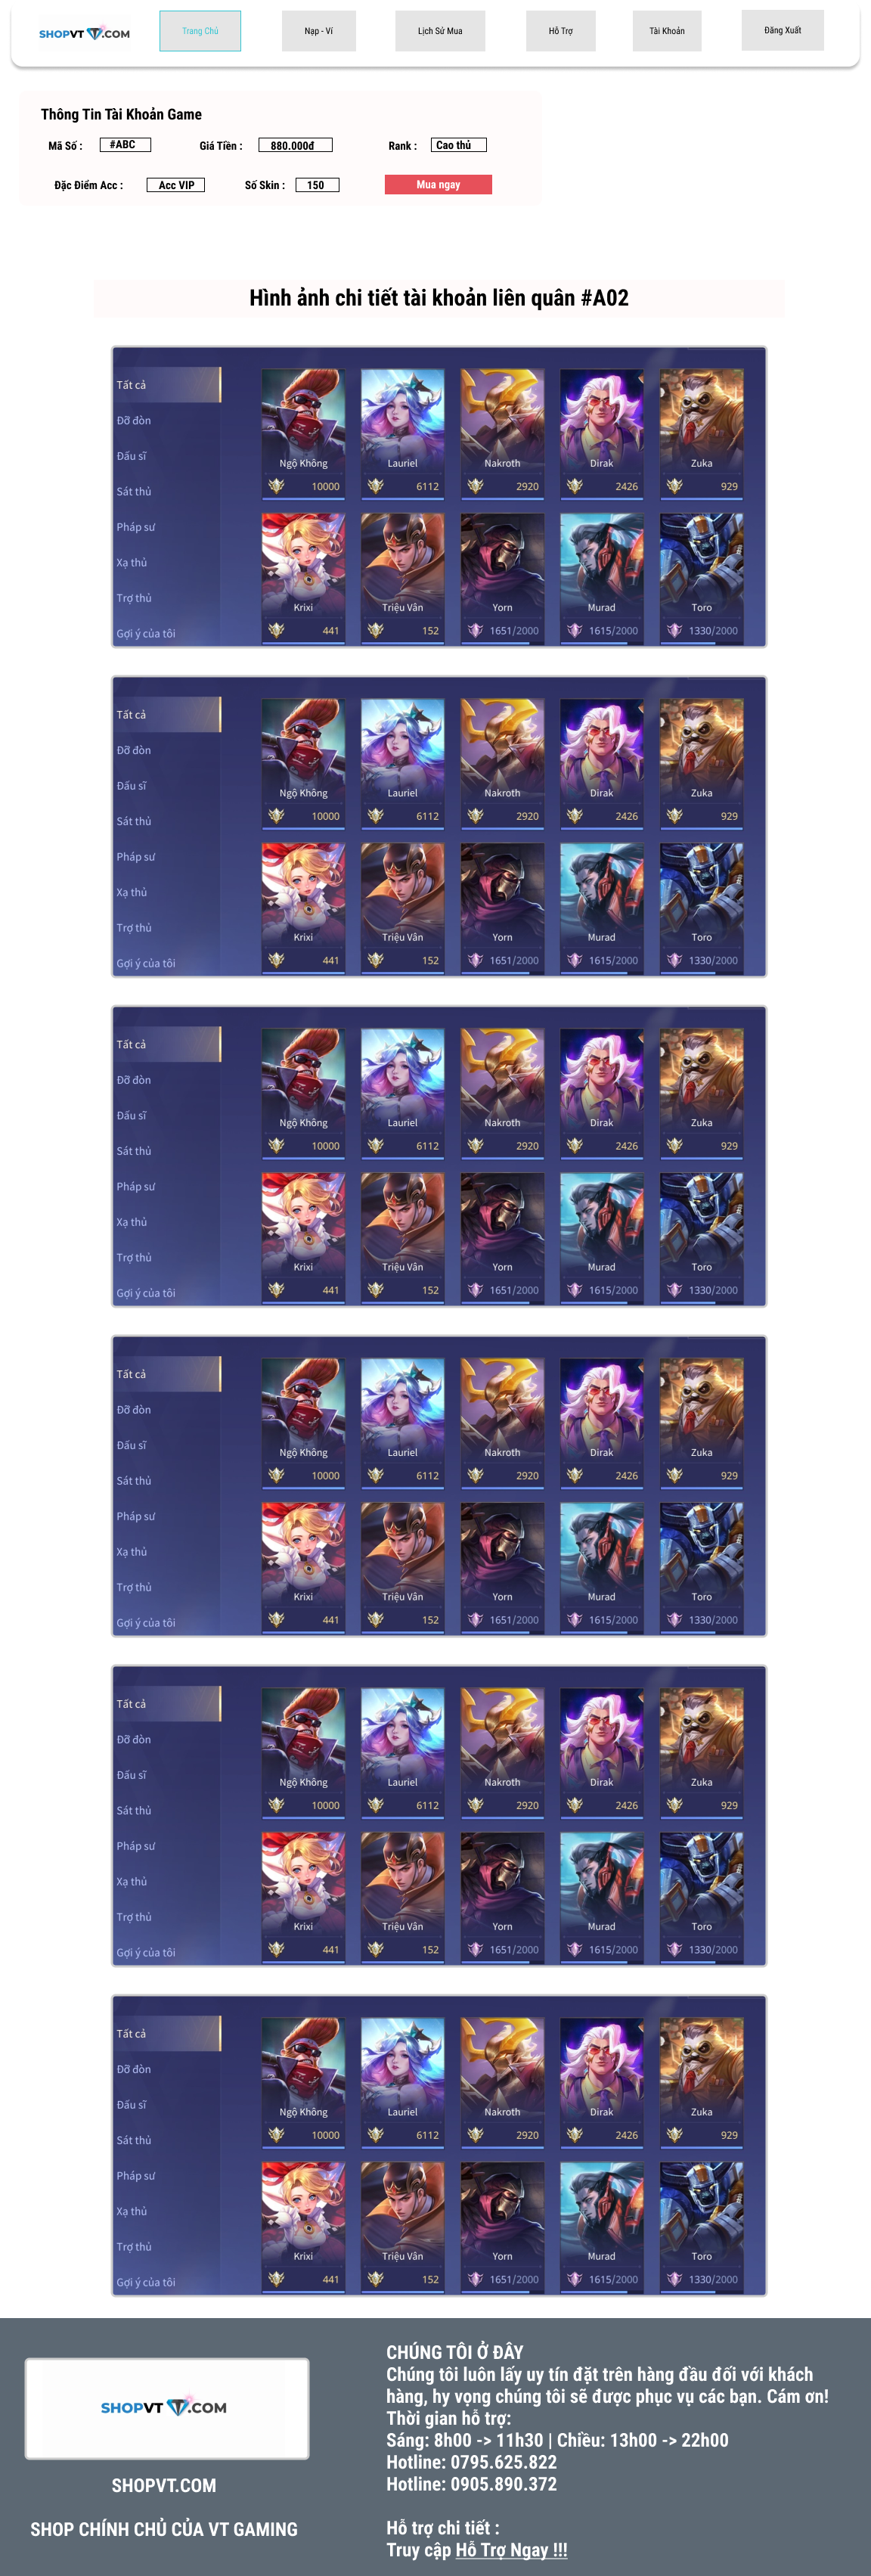 SHOPVT.COM
Trang Chủ
Nạp - Ví
Lịch Sử Mua
Hỗ Trợ
Tài Khoản
Đăng Xuất
Thông Tin Tài Khoản Game
Mã Số : #ABC Giá Tiền : 880.000đ Rank : Cao thủ
Đặc Điểm Acc : Acc VIP Số Skin : 150 Mua ngay
Hình ảnh chi tiết tài khoản liên quân #A02
Tất cả
Đỡ đòn
Đấu sĩ
Sát thủ
Pháp sư
Xạ thủ
Trợ thủ
Gợi ý của tôi
Ngộ Không Lauriel Nakroth Dirak Zuka
10000 6112 2920 2426 929
Krixi Triệu Vân Yorn Murad Toro
441 152 1651/2000 1615/2000 1330/2000
Tất cả
Đỡ đòn
Đấu sĩ
Sát thủ
Pháp sư
Xạ thủ
Trợ thủ
Gợi ý của tôi
Ngộ Không Lauriel Nakroth Dirak Zuka
10000 6112 2920 2426 929
Krixi Triệu Vân Yorn Murad Toro
441 152 1651/2000 1615/2000 1330/2000
Tất cả
Đỡ đòn
Đấu sĩ
Sát thủ
Pháp sư
Xạ thủ
Trợ thủ
Gợi ý của tôi
Ngộ Không Lauriel Nakroth Dirak Zuka
10000 6112 2920 2426 929
Krixi Triệu Vân Yorn Murad Toro
441 152 1651/2000 1615/2000 1330/2000
Tất cả
Đỡ đòn
Đấu sĩ
Sát thủ
Pháp sư
Xạ thủ
Trợ thủ
Gợi ý của tôi
Ngộ Không Lauriel Nakroth Dirak Zuka
10000 6112 2920 2426 929
Krixi Triệu Vân Yorn Murad Toro
441 152 1651/2000 1615/2000 1330/2000
Tất cả
Đỡ đòn
Đấu sĩ
Sát thủ
Pháp sư
Xạ thủ
Trợ thủ
Gợi ý của tôi
Ngộ Không Lauriel Nakroth Dirak Zuka
10000 6112 2920 2426 929
Krixi Triệu Vân Yorn Murad Toro
441 152 1651/2000 1615/2000 1330/2000
Tất cả
Đỡ đòn
Đấu sĩ
Sát thủ
Pháp sư
Xạ thủ
Trợ thủ
Gợi ý của tôi
Ngộ Không Lauriel Nakroth Dirak Zuka
10000 6112 2920 2426 929
Krixi Triệu Vân Yorn Murad Toro
441 152 1651/2000 1615/2000 1330/2000
SHOPVT.COM
SHOPVT.COM
SHOP CHÍNH CHỦ CỦA VT GAMING
CHÚNG TÔI Ở ĐÂY
Chúng tôi luôn lấy uy tín đặt trên hàng đầu đối với khách
hàng, hy vọng chúng tôi sẽ được phục vụ các bạn. Cám ơn!
Thời gian hỗ trợ:
Sáng: 8h00 -> 11h30 | Chiều: 13h00 -> 22h00
Hotline: 0795.625.822
Hotline: 0905.890.372
Hỗ trợ chi tiết :
Truy cập Hỗ Trợ Ngay !!!